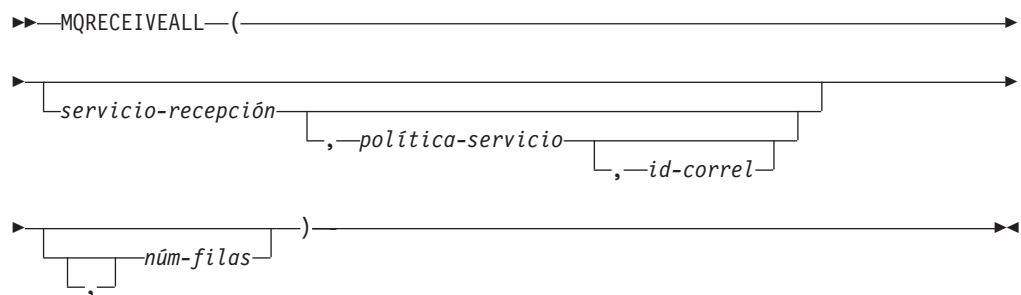 MQRECEIVEALL (
servicio-recepción
, política-servicio
, id-correl
)
núm-filas
,